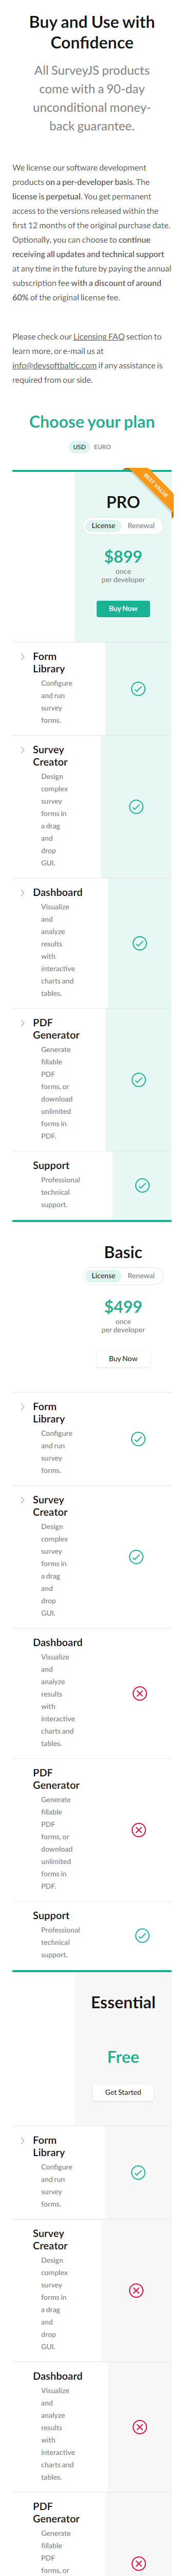 Buy and Use with
Confidence
All SurveyJS products
come with a 90-day
unconditional money-
back guarantee.
We license our software development
products on a per-developer basis. The
license is perpetual. You get permanent
access to the versions released within the
first 12 months of the original purchase date.
Optionally, you can choose to continue
receiving all updates and technical support
at any time in the future by paying the annual
subscription fee with a discount of around
60% of the original license fee.
Please check our Licensing FAQ section to
learn more, or e-mail us at
info@devsoftbaltic.com if any assistance is
required from our side.
Choose your plan
USD EURO
BEST VALUE
PRO
License Renewal
$899
once
per developer
Buy Now
Form
Library
Configure
and run
survey
forms.
Survey
Creator
Design
complex
survey
forms in
a drag
and
drop
GUI.
Dashboard
Visualize
and
analyze
results
with
interactive
charts and
tables.
PDF
Generator
Generate
fillable
PDF
forms, or
download
unlimited
forms in
PDF.
Support
Professional
technical
support.
Basic
License Renewal
$499
once
per developer
Buy Now
Form
Library
Configure
and run
survey
forms.
Survey
Creator
Design
complex
survey
forms in
a drag
and
drop
GUI.
Dashboard
Visualize
and
analyze
results
with
interactive
charts and
tables.
PDF
Generator
Generate
fillable
PDF
forms, or
download
unlimited
forms in
PDF.
Support
Professional
technical
support.
Essential
Free
Get Started
Form
Library
Configure
and run
survey
forms.
Survey
Creator
Design
complex
survey
forms in
a drag
and
drop
GUI.
Dashboard
Visualize
and
analyze
results
with
interactive
charts and
tables.
PDF
Generator
Generate
fillable
PDF
forms, or